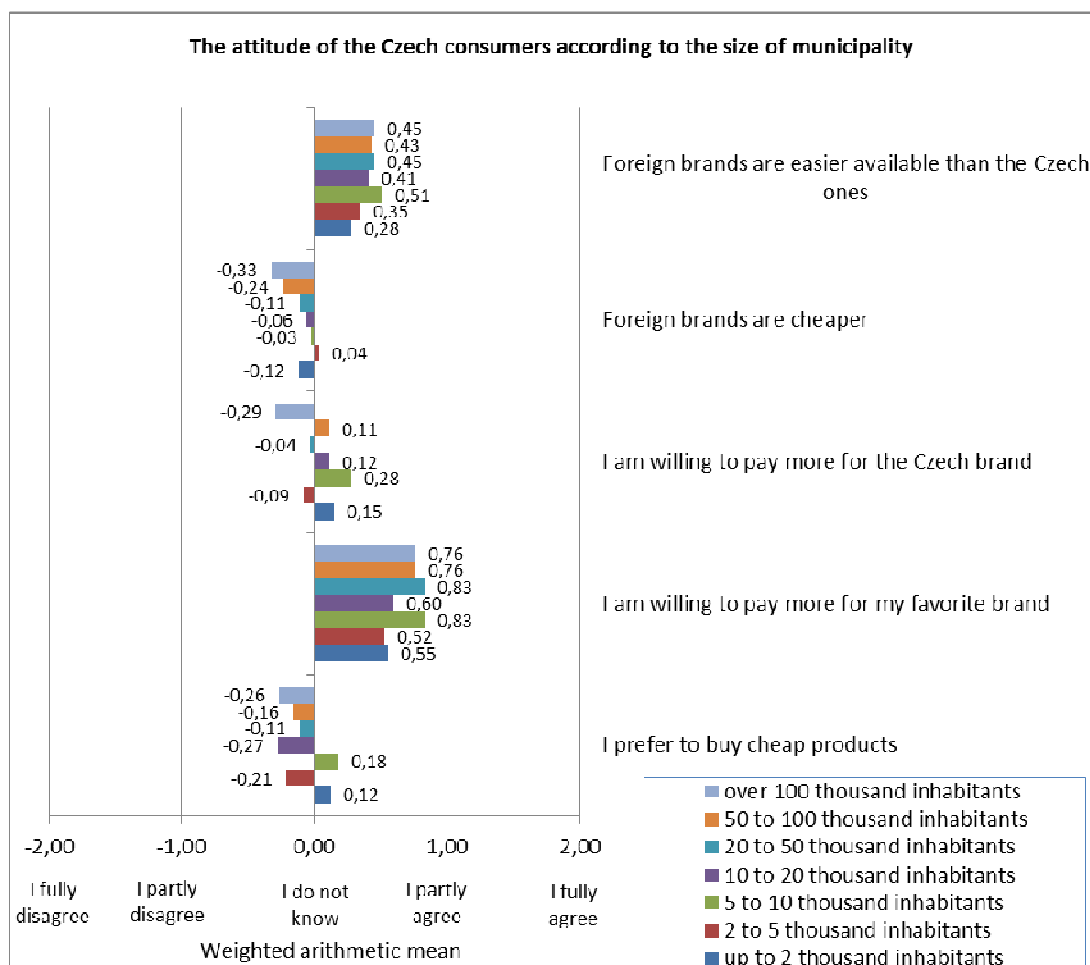 The attitude of the Czech consumers according to the size of municipality
0,45
0,43
0,45
0,41
0,51
0,35
0,28
Foreign brands are easier available than the Czech
ones
-0,33
-0,24
-0,11
-0,06
-0,03
0,04
-0,12
Foreign brands are cheaper
-0,29
0,11
-0,04
0,12
0,28
-0,09
0,15
I am willing to pay more for the Czech brand
0,76
0,76
0,83
0,60
0,83
0,52
0,55
I am willing to pay more for my favorite brand
-0,26
-0,16
-0,11
-0,27
0,18
-0,21
0,12
I prefer to buy cheap products
-2,00 -1,00 0,00 1,00 2,00
I fully
disagree
I partly
disagree
I do not
know
I partly
agree
I fully
agree
Weighted arithmetic mean
over 100 thousand inhabitants
50 to 100 thousand inhabitants
20 to 50 thousand inhabitants
10 to 20 thousand inhabitants
5 to 10 thousand inhabitants
2 to 5 thousand inhabitants
up to 2 thousand inhabitants